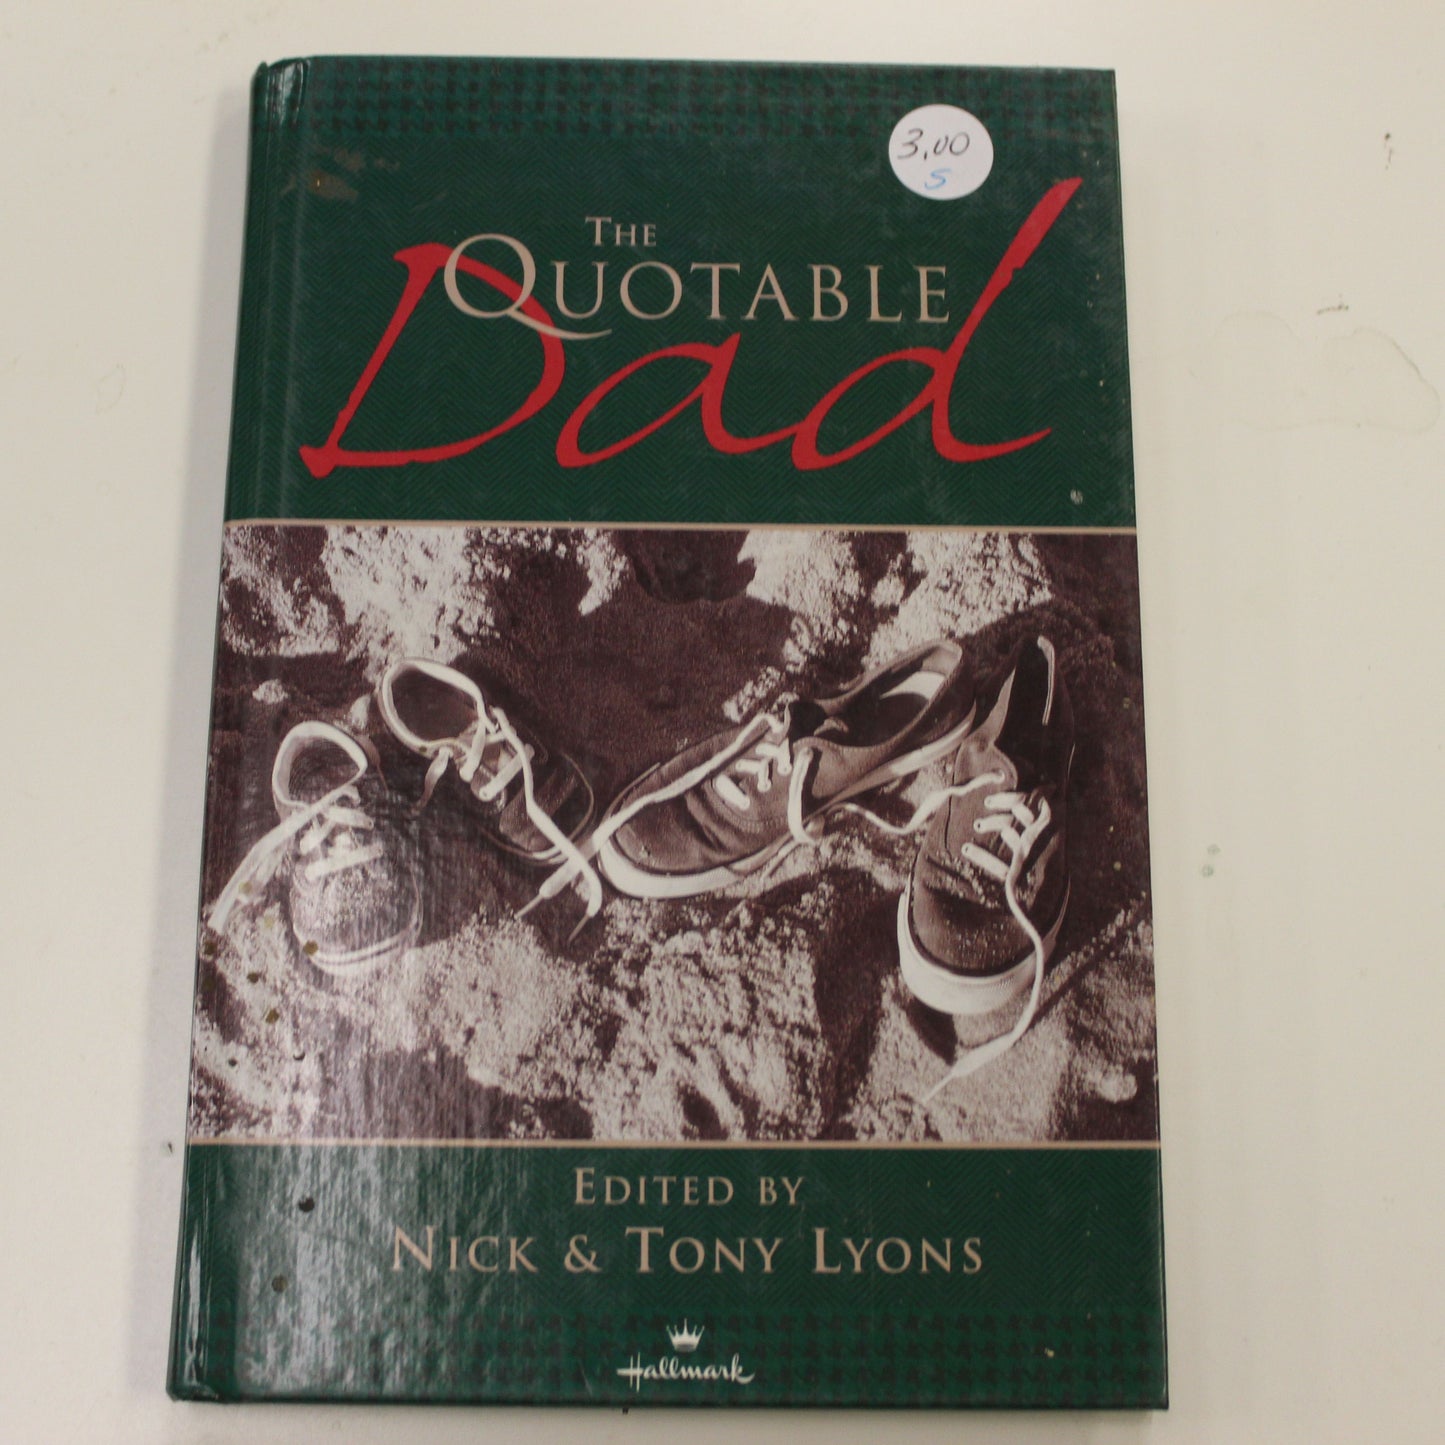 3.00
S
THE
QUOTABLE
Dad
EDITED BY
NICK & TONY LYONS
Hallmark